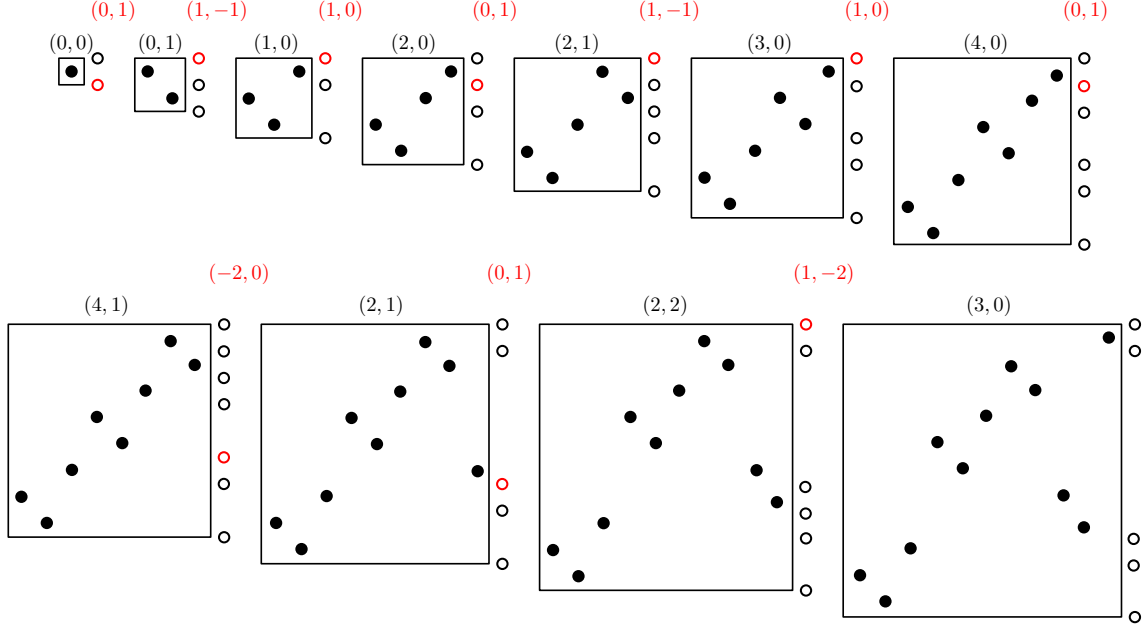 (0, 1) (1, −1) (1, 0) (0, 1) (1, −1) (1, 0) (0, 1)
(0, 0) (0, 1) (1, 0) (2, 0) (2, 1) (3, 0) (4, 0)
(−2, 0) (0, 1) (1, −2)
(4, 1) (2, 1) (2, 2) (3, 0)